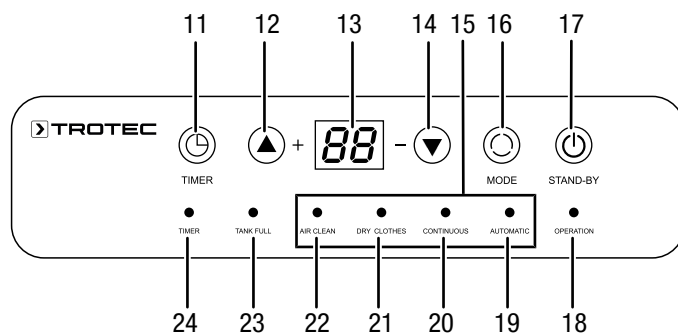 11 12 13 14 15 16 17
TROTEC
+ 88 -
TIMER MODE STAND-BY
TIMER TANK FULL AIR CLEAN DRY CLOTHES CONTINUOUS AUTOMATIC OPERATION
24 23 22 21 20 19 18